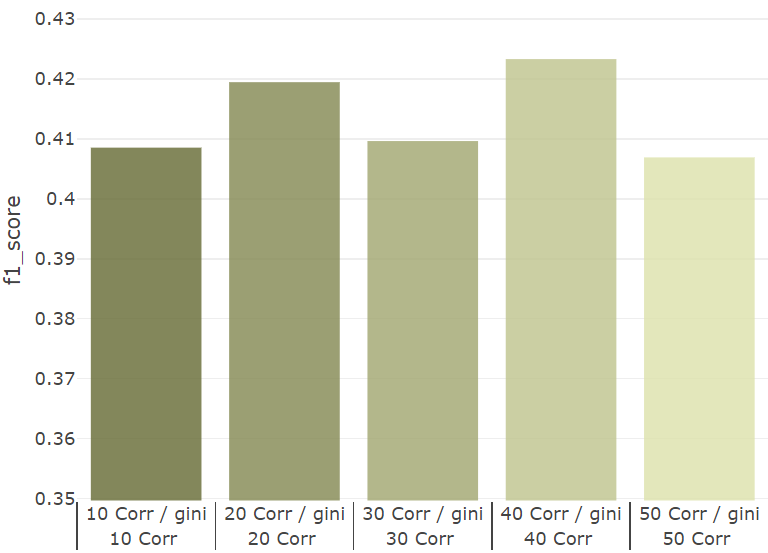 0.43
0.42
0.41
0.4
0.39
0.38
0.37
0.36
0.35
f1_score
10 Corr / gini
10 Corr
20 Corr / gini
20 Corr
30 Corr / gini
30 Corr
40 Corr / gini
40 Corr
50 Corr / gini
50 Corr